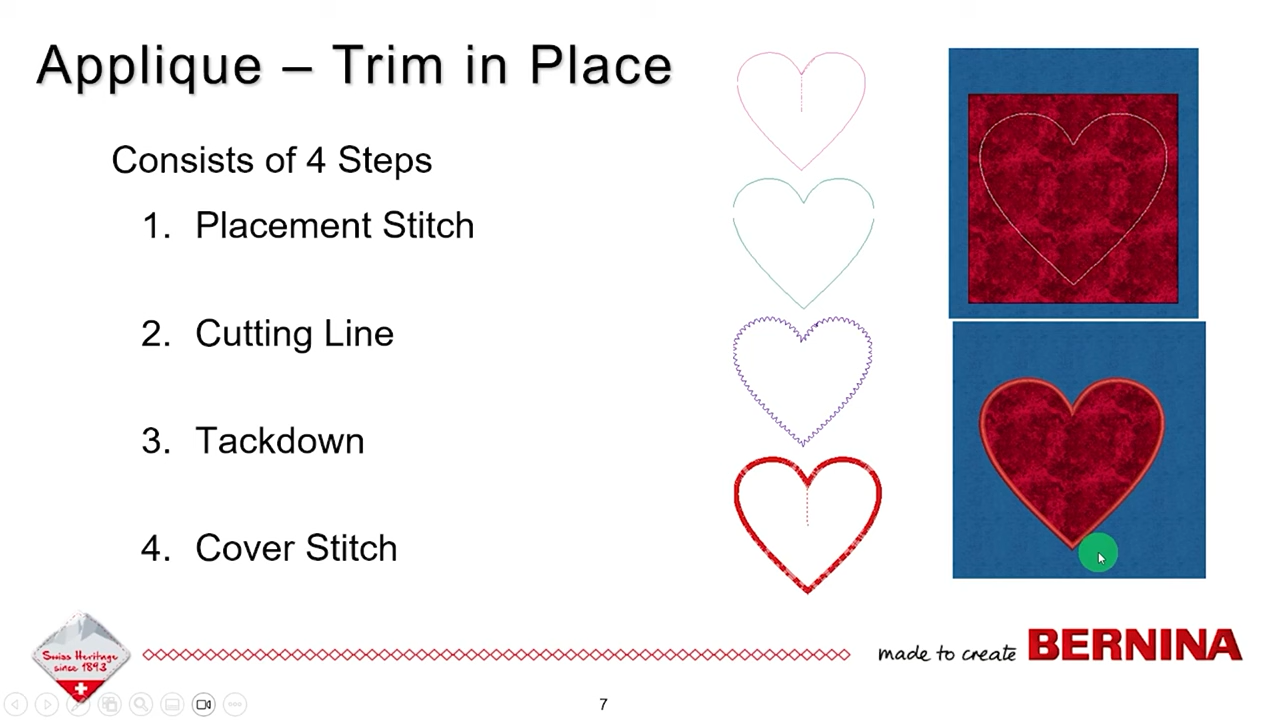 Applique – Trim in Place
Consists of 4 Steps
1. Placement Stitch
2. Cutting Line
3. Tackdown
4. Cover Stitch
Swiss Heritage
since 1893
made to create BERNINA
7